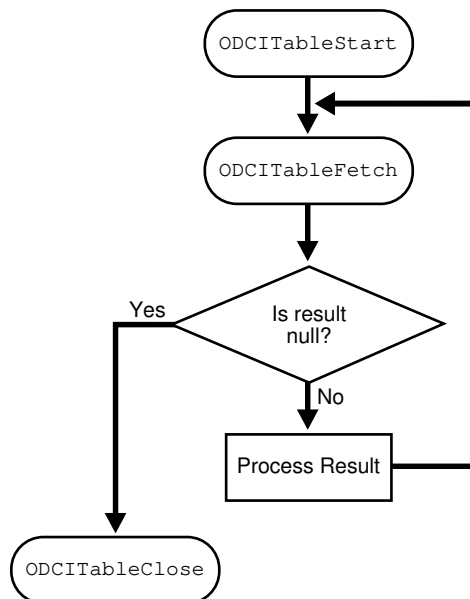 ODCITableStart
ODCITableFetch
Is result
null?
Yes
No
Process Result
ODCITableClose